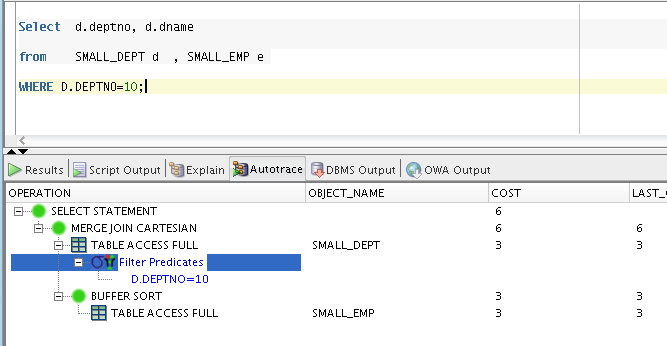 Select d.deptno, d.dname
from SMALL_DEPT d , SMALL_EMP e
WHERE D.DEPTNO=10;
Results Script Output Explain Autotrace DBMS Output OWA Output
OPERATION OBJECT_NAME COST LAST_
SELECT STATEMENT 6
MERGE JOIN CARTESIAN 6 6
TABLE ACCESS FULL SMALL_DEPT 3 3
Filter Predicates
D.DEPTNO=10
BUFFER SORT 3 3
TABLE ACCESS FULL SMALL_EMP 3 3